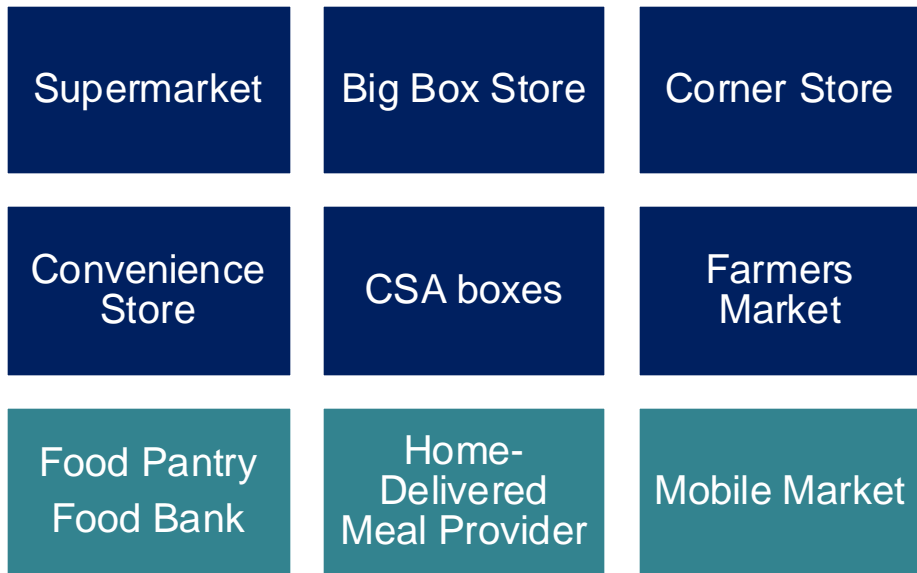 Supermarket
Big Box Store
Corner Store
Convenience
Store
CSA boxes
Farmers
Market
Food Pantry
Food Bank
Home-
Delivered
Meal Provider
Mobile Market